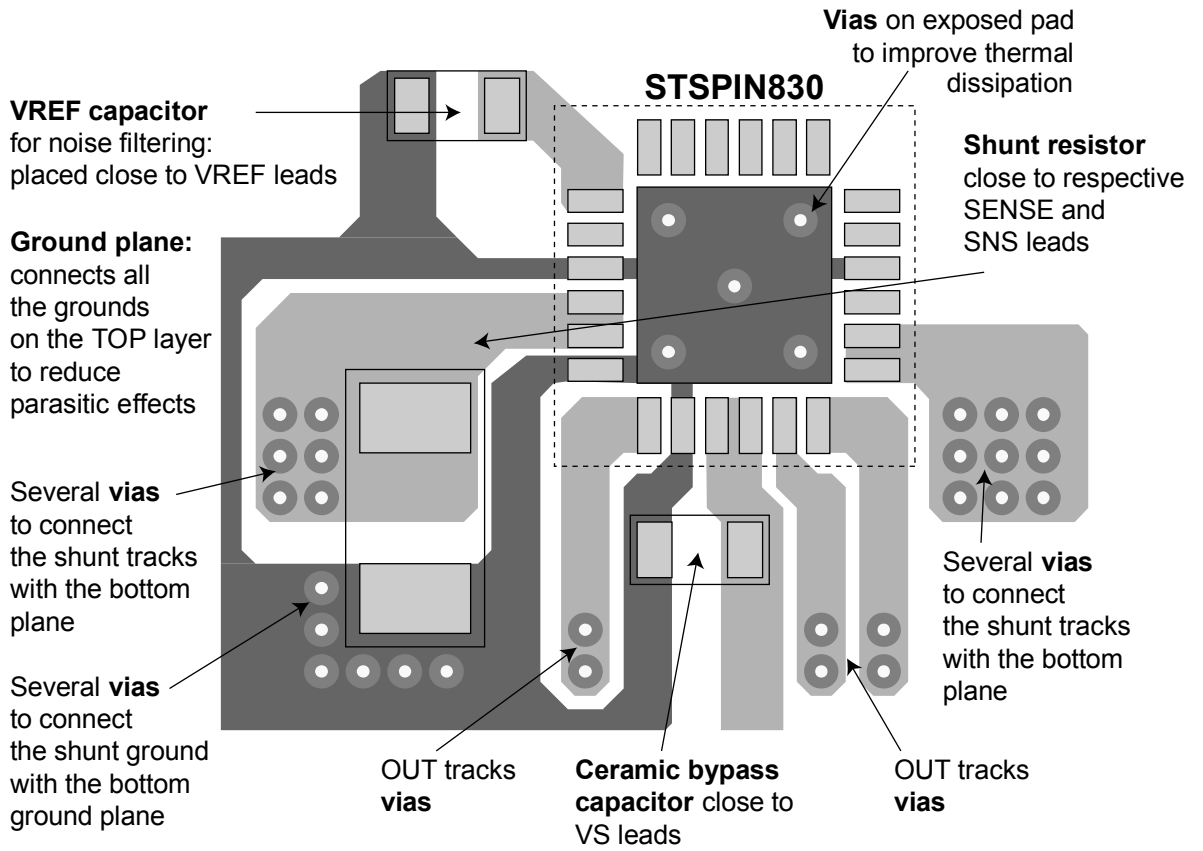 Vias on exposed pad
to improve thermal
dissipation
STSPIN830
VREF capacitor
for noise filtering:
placed close to VREF leads
Shunt resistor
close to respective
SENSE and
SNS leads
Ground plane:
connects all
the grounds
on the TOP layer
to reduce
parasitic effects
Several vias
to connect
the shunt tracks
with the bottom
plane
Several vias
to connect
the shunt tracks
with the bottom
plane
Several vias
to connect
the shunt ground
with the bottom
ground plane
OUT tracks
vias
Ceramic bypass
capacitor close to
VS leads
OUT tracks
vias